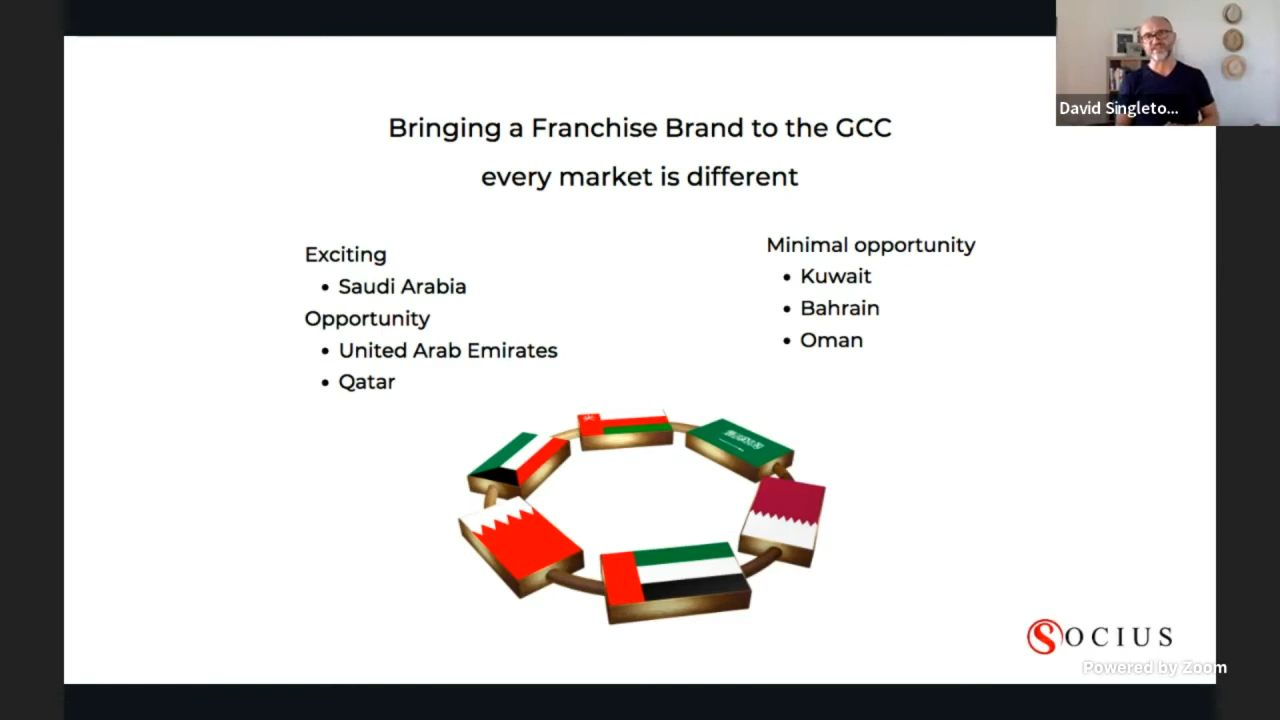 David Singleto...
Bringing a Franchise Brand to the GCC
every market is different
Exciting
• Saudi Arabia
Opportunity
• United Arab Emirates
• Qatar
Minimal opportunity
• Kuwait
• Bahrain
• Oman
SOCIUS
Powered by Zoom